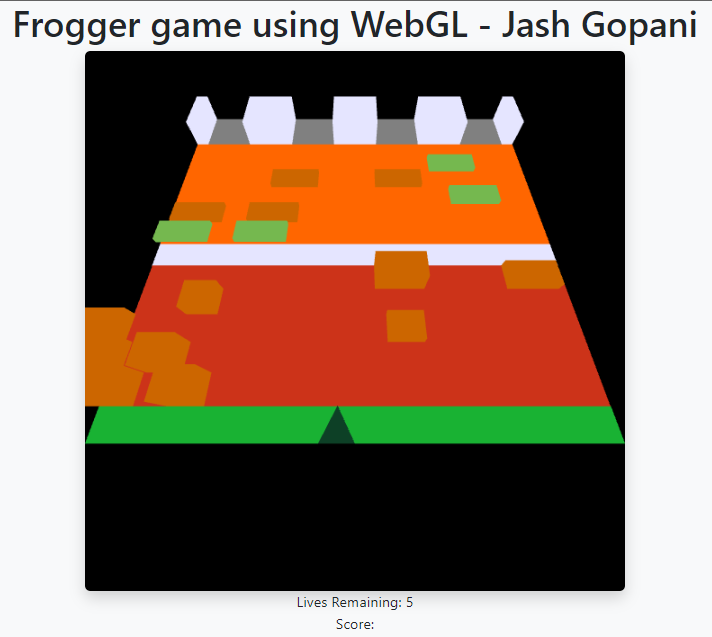 Frogger game using WebGL - Jash Gopani
Lives Remaining: 5
Score: